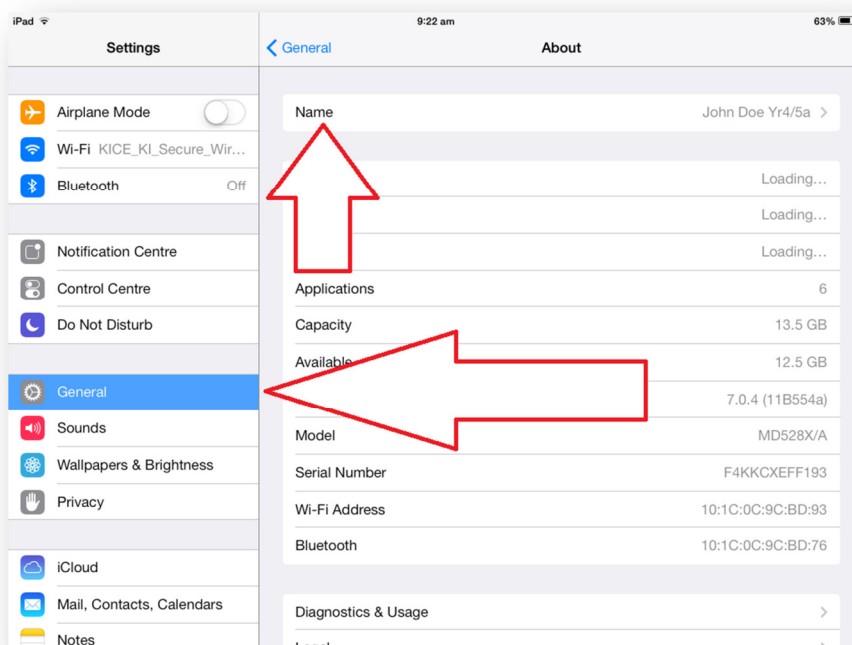 iPad 9:22 am 63%
Settings
General About
Airplane Mode
Wi-Fi KICE_KI_Secure_Wir...
Bluetooth Off
Notification Centre
Control Centre
Do Not Disturb
General
Sounds
Wallpapers & Brightness
Privacy
iCloud
Mail, Contacts, Calendars
Notes
Name John Doe Yr4/5a
Loading...
Loading...
Loading...
Applications 6
Capacity 13.5 GB
Available 12.5 GB
7.0.4 (11B554a)
Model MD528X/A
Serial Number F4KKCXEFF193
Wi-Fi Address 10:1C:0C:9C:BD:93
Bluetooth 10:1C:0C:9C:BD:76
Diagnostics & Usage